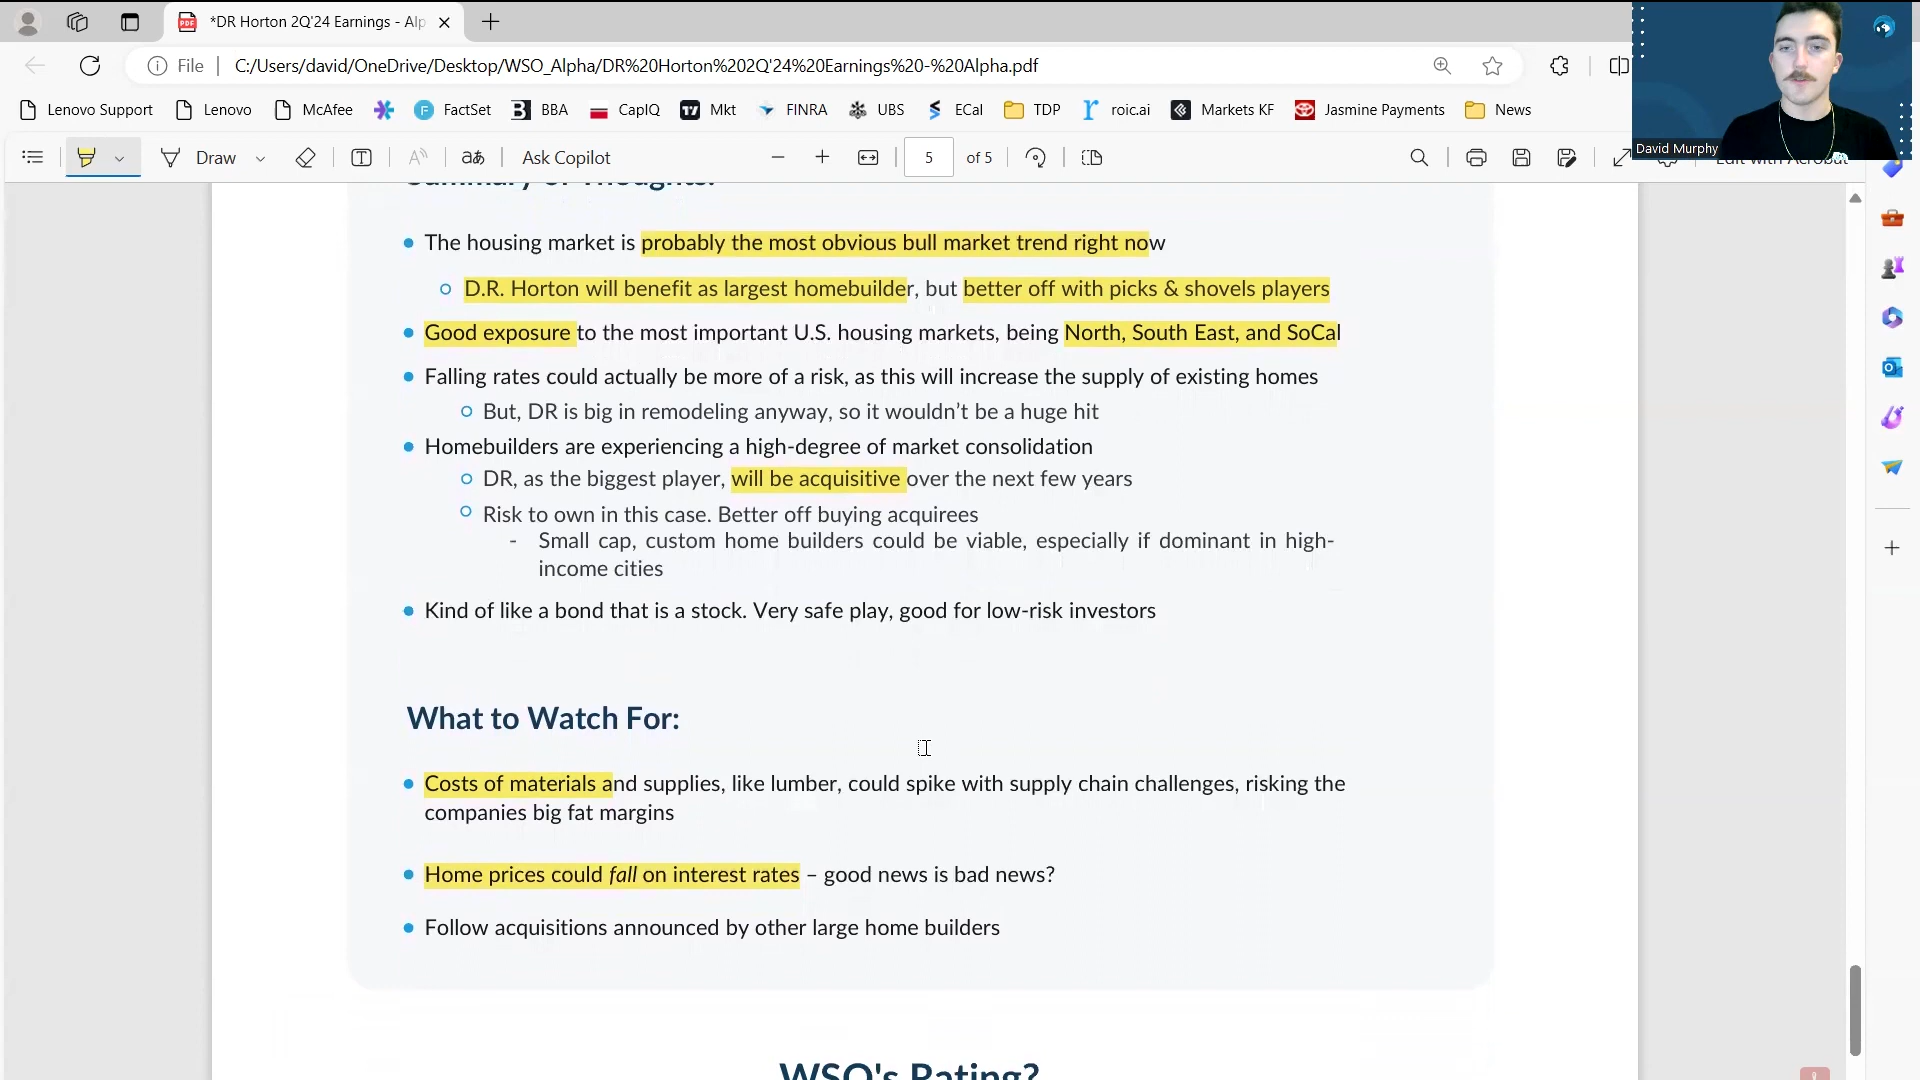 *DR Horton 2Q'24 Earnings - Alp
File
C:/Users/david/OneDrive/Desktop/WSO_Alpha/DR%20Horton%202Q'24%20Earnings%20-%20Alpha.pdf
Lenovo Support
Lenovo
McAfee
FactSet
BBA
CapIQ
Mkt
FINRA
UBS
ECal
TDP
roic.ai
Markets KF
Jasmine Payments
News
David Murphy
Draw
Ask Copilot
5
of 5
Edit with Acrobat
Summary of Thoughts:
The housing market is probably the most obvious bull market trend right now
D.R. Horton will benefit as largest homebuilder, but better off with picks & shovels players
Good exposure to the most important U.S. housing markets, being North, South East, and SoCal
Falling rates could actually be more of a risk, as this will increase the supply of existing homes
But, DR is big in remodeling anyway, so it wouldn’t be a huge hit
Homebuilders are experiencing a high-degree of market consolidation
DR, as the biggest player, will be acquisitive over the next few years
Risk to own in this case. Better off buying acquirees
- Small cap, custom home builders could be viable, especially if dominant in high-
income cities
Kind of like a bond that is a stock. Very safe play, good for low-risk investors
What to Watch For:
Costs of materials and supplies, like lumber, could spike with supply chain challenges, risking the
companies big fat margins
Home prices could fall on interest rates – good news is bad news?
Follow acquisitions announced by other large home builders
WSO's Rating?